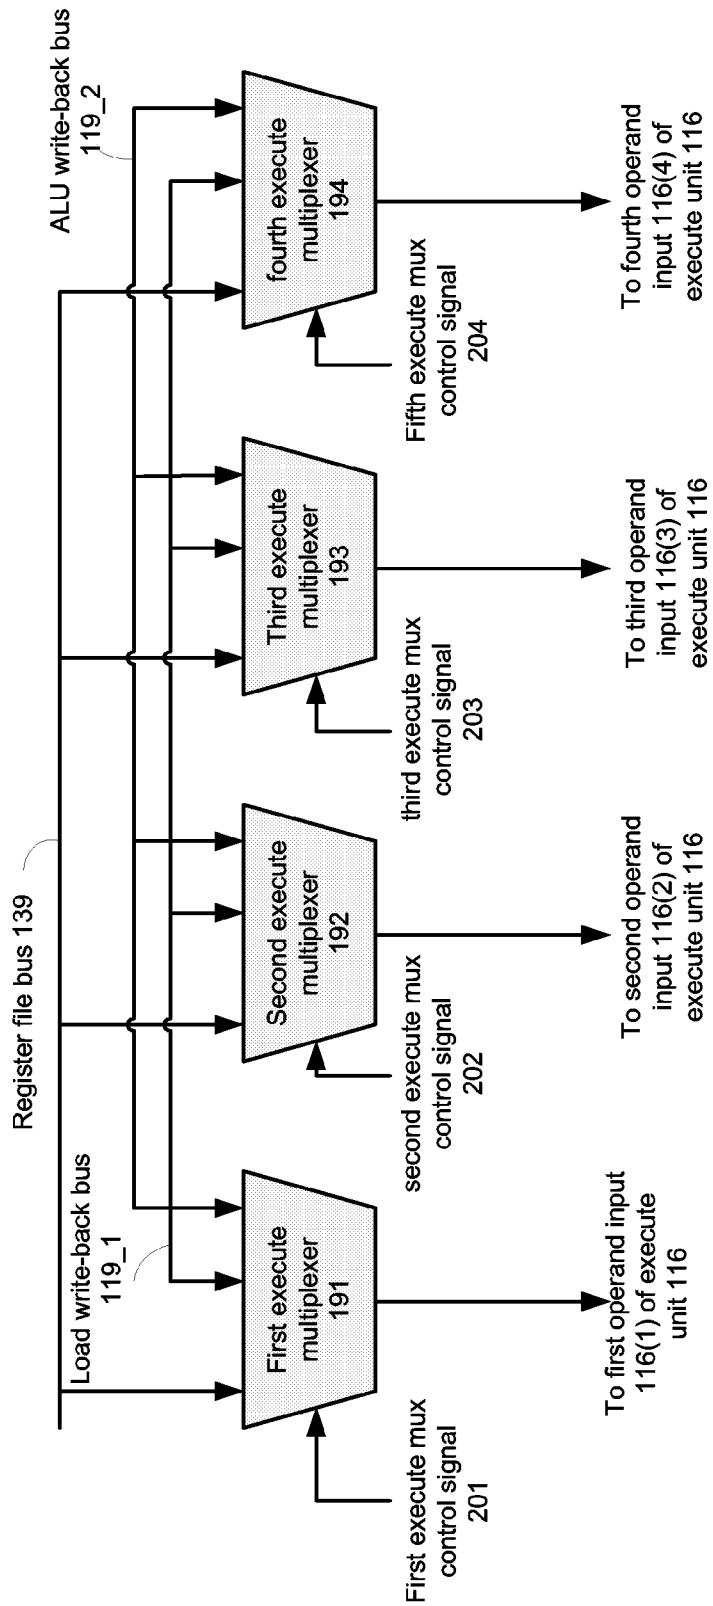 Register file bus 139
ALU write-back bus
119_2
Load write-back bus
119_1
First execute
multiplexer
191
Second execute
multiplexer
192
Third execute
multiplexer
193
fourth execute
multiplexer
194
First execute mux
control signal
201
second execute mux
control signal
202
third execute mux
control signal
203
Fifth execute mux
control signal
204
To first operand input
116(1) of execute
unit 116
To second operand
input 116(2) of
execute unit 116
To third operand
input 116(3) of
execute unit 116
To fourth operand
input 116(4) of
execute unit 116